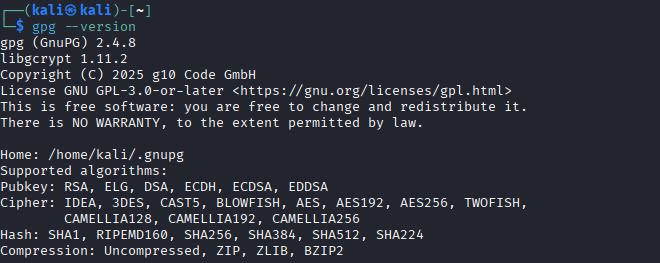 ┌──(kali㉿kali)-[~]
└─$ gpg --version
gpg (GnuPG) 2.4.8
libgcrypt 1.11.2
Copyright (C) 2025 g10 Code GmbH
License GNU GPL-3.0-or-later <https://gnu.org/licenses/gpl.html>
This is free software: you are free to change and redistribute it.
There is NO WARRANTY, to the extent permitted by law.

Home: /home/kali/.gnupg
Supported algorithms:
Pubkey: RSA, ELG, DSA, ECDH, ECDSA, EDDSA
Cipher: IDEA, 3DES, CAST5, BLOWFISH, AES, AES192, AES256, TWOFISH,
        CAMELLIA128, CAMELLIA192, CAMELLIA256
Hash: SHA1, RIPEMD160, SHA256, SHA384, SHA512, SHA224
Compression: Uncompressed, ZIP, ZLIB, BZIP2